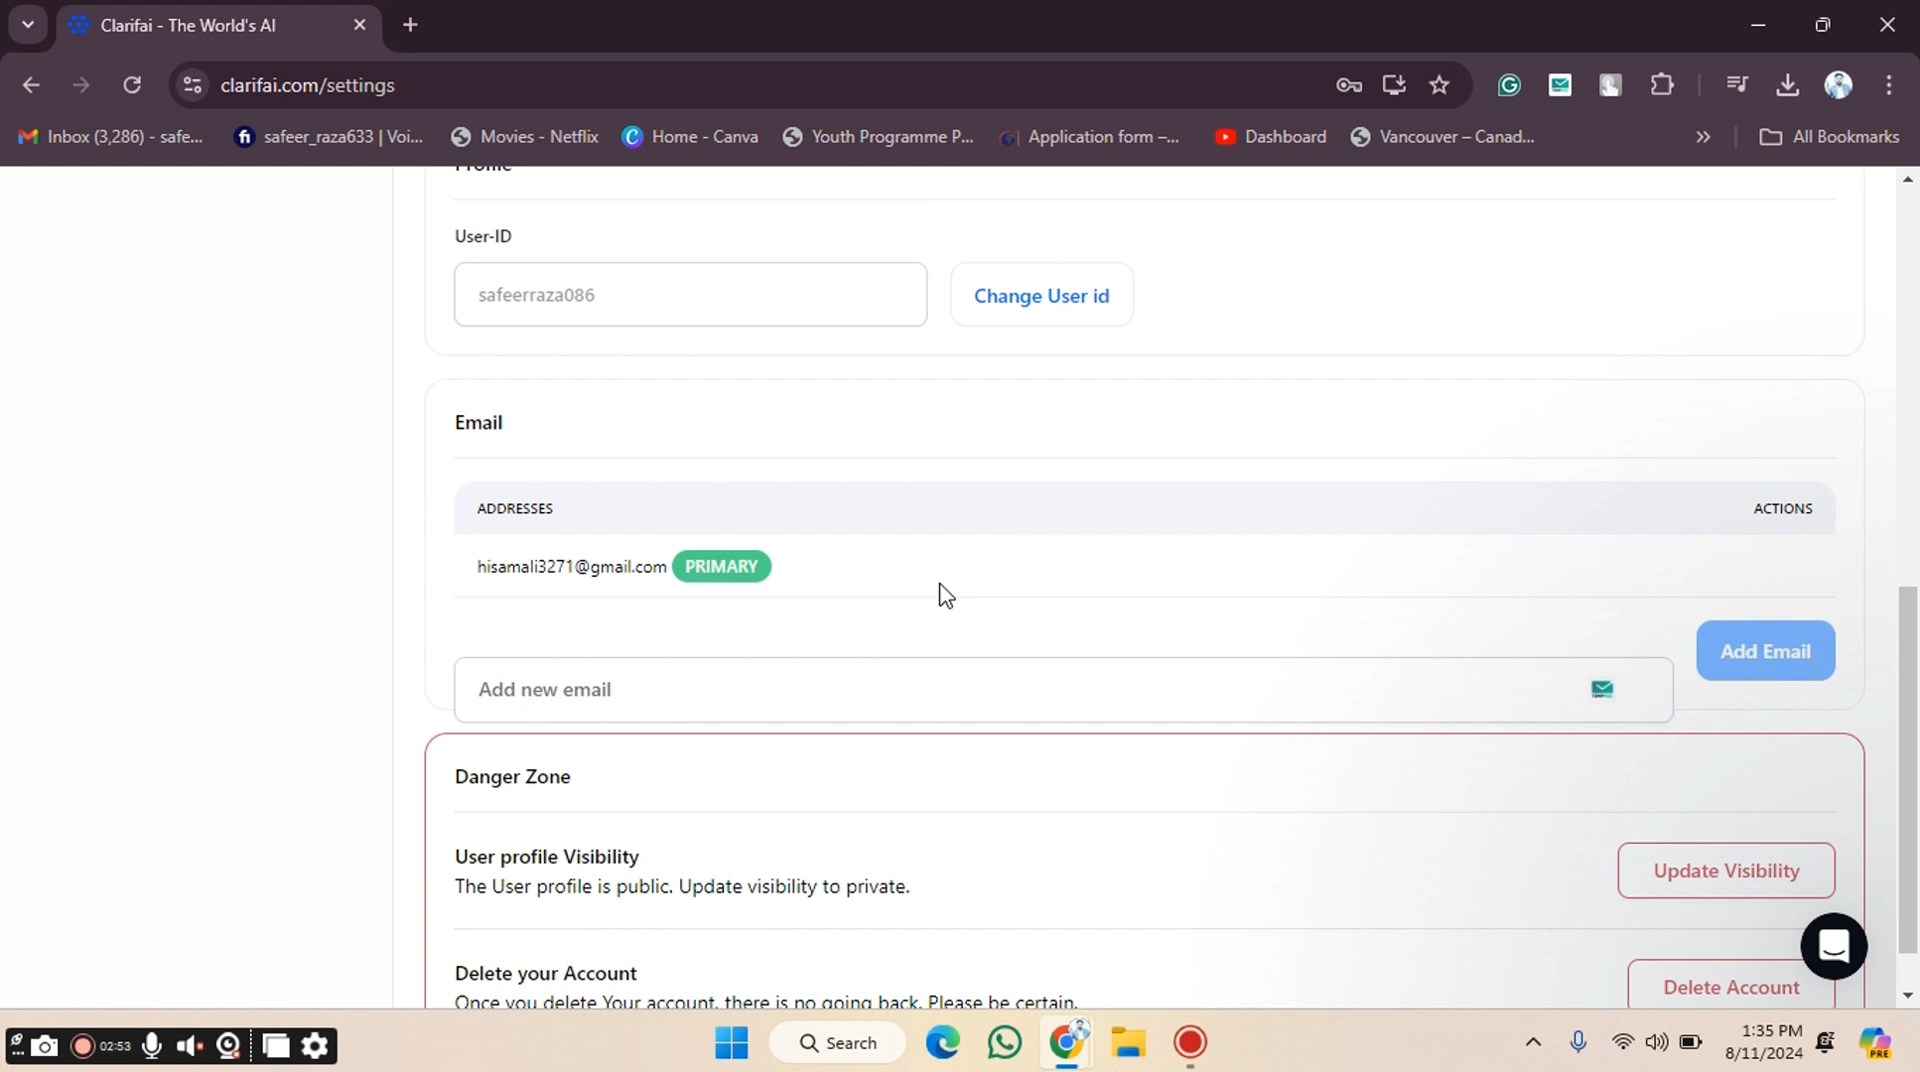 Clarifai - The World's AI
clarifai.com/settings
Inbox (3,286) - safe...
safeer_raza633 | Voi...
Movies - Netflix
Home - Canva
Youth Programme P...
Application form –...
Dashboard
Vancouver – Canad...
»
All Bookmarks
Profile
User-ID
safeerraza086
Change User id
Email
ADDRESSES
ACTIONS
hisamali3271@gmail.com PRIMARY
Add Email
Add new email
Danger Zone
User profile Visibility
The User profile is public. Update visibility to private.
Update Visibility
Delete your Account
Once you delete Your account, there is no going back. Please be certain.
Delete Account
02:53
Search
1:35 PM
8/11/2024
PRE